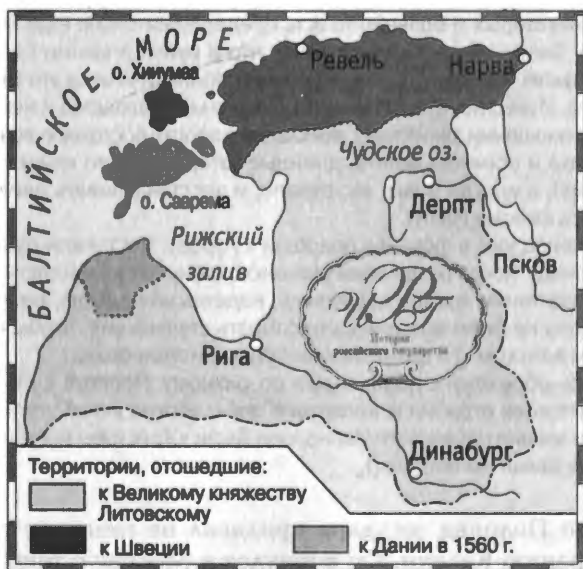 БАЛТИЙСКОЕ МОРЕ
о. Хийумаа
Ревель
Нарва
Чудское оз.
о. Саарема
Дерпт
Рижский
залив
Псков
История
российского государства
Рига
Динабург
Территории, отошедшие:
к Великому княжеству
Литовскому
к Швеции
к Дании в 1560 г.